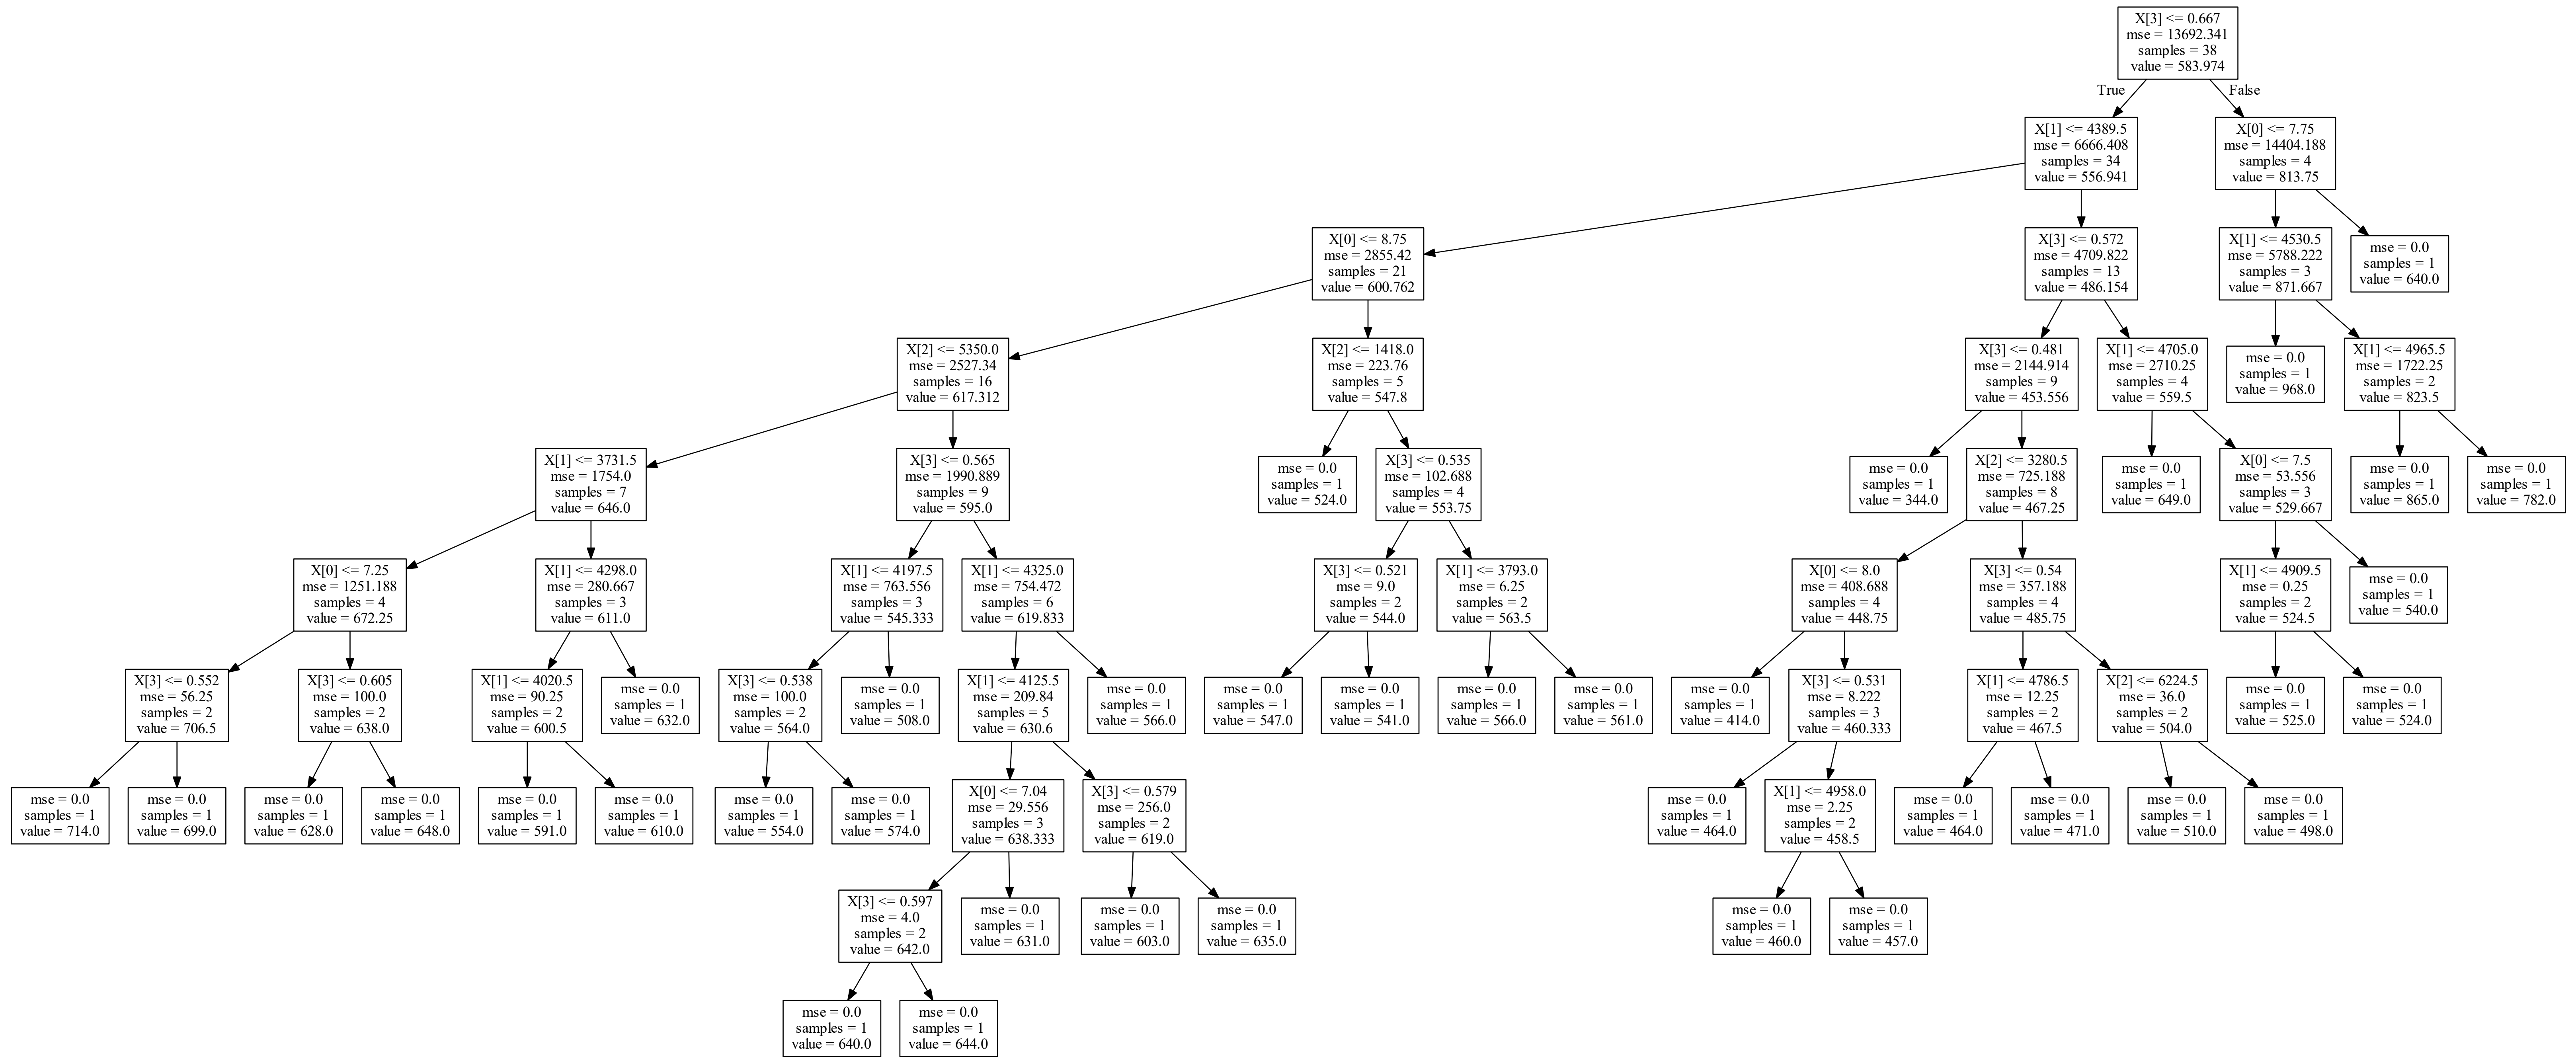 X[3] <= 0.667
mse = 13692.341
samples = 38
value = 583.974
True
False
X[1] <= 4389.5
mse = 6666.408
samples = 34
value = 556.941
X[0] <= 7.75
mse = 14404.188
samples = 4
value = 813.75
X[0] <= 8.75
mse = 2855.42
samples = 21
value = 600.762
X[3] <= 0.572
mse = 4709.822
samples = 13
value = 486.154
X[1] <= 4530.5
mse = 5788.222
samples = 3
value = 871.667
mse = 0.0
samples = 1
value = 640.0
X[2] <= 5350.0
mse = 2527.34
samples = 16
value = 617.312
X[2] <= 1418.0
mse = 223.76
samples = 5
value = 547.8
X[3] <= 0.481
mse = 2144.914
samples = 9
value = 453.556
X[1] <= 4705.0
mse = 2710.25
samples = 4
value = 559.5
mse = 0.0
samples = 1
value = 968.0
X[1] <= 4965.5
mse = 1722.25
samples = 2
value = 823.5
X[1] <= 3731.5
mse = 1754.0
samples = 7
value = 646.0
X[3] <= 0.565
mse = 1990.889
samples = 9
value = 595.0
mse = 0.0
samples = 1
value = 524.0
X[3] <= 0.535
mse = 102.688
samples = 4
value = 553.75
mse = 0.0
samples = 1
value = 344.0
X[2] <= 3280.5
mse = 725.188
samples = 8
value = 467.25
mse = 0.0
samples = 1
value = 649.0
X[0] <= 7.5
mse = 53.556
samples = 3
value = 529.667
mse = 0.0
samples = 1
value = 865.0
mse = 0.0
samples = 1
value = 782.0
X[0] <= 7.25
mse = 1251.188
samples = 4
value = 672.25
X[1] <= 4298.0
mse = 280.667
samples = 3
value = 611.0
X[1] <= 4197.5
mse = 763.556
samples = 3
value = 545.333
X[1] <= 4325.0
mse = 754.472
samples = 6
value = 619.833
X[3] <= 0.521
mse = 9.0
samples = 2
value = 544.0
X[1] <= 3793.0
mse = 6.25
samples = 2
value = 563.5
X[0] <= 8.0
mse = 408.688
samples = 4
value = 448.75
X[3] <= 0.54
mse = 357.188
samples = 4
value = 485.75
X[1] <= 4909.5
mse = 0.25
samples = 2
value = 524.5
mse = 0.0
samples = 1
value = 540.0
X[3] <= 0.552
mse = 56.25
samples = 2
value = 706.5
X[3] <= 0.605
mse = 100.0
samples = 2
value = 638.0
X[1] <= 4020.5
mse = 90.25
samples = 2
value = 600.5
mse = 0.0
samples = 1
value = 632.0
X[3] <= 0.538
mse = 100.0
samples = 2
value = 564.0
mse = 0.0
samples = 1
value = 508.0
X[1] <= 4125.5
mse = 209.84
samples = 5
value = 630.6
mse = 0.0
samples = 1
value = 566.0
mse = 0.0
samples = 1
value = 547.0
mse = 0.0
samples = 1
value = 541.0
mse = 0.0
samples = 1
value = 566.0
mse = 0.0
samples = 1
value = 561.0
mse = 0.0
samples = 1
value = 414.0
X[3] <= 0.531
mse = 8.222
samples = 3
value = 460.333
X[1] <= 4786.5
mse = 12.25
samples = 2
value = 467.5
X[2] <= 6224.5
mse = 36.0
samples = 2
value = 504.0
mse = 0.0
samples = 1
value = 525.0
mse = 0.0
samples = 1
value = 524.0
mse = 0.0
samples = 1
value = 714.0
mse = 0.0
samples = 1
value = 699.0
mse = 0.0
samples = 1
value = 628.0
mse = 0.0
samples = 1
value = 648.0
mse = 0.0
samples = 1
value = 591.0
mse = 0.0
samples = 1
value = 610.0
mse = 0.0
samples = 1
value = 554.0
mse = 0.0
samples = 1
value = 574.0
X[0] <= 7.04
mse = 29.556
samples = 3
value = 638.333
X[3] <= 0.579
mse = 256.0
samples = 2
value = 619.0
mse = 0.0
samples = 1
value = 464.0
X[1] <= 4958.0
mse = 2.25
samples = 2
value = 458.5
mse = 0.0
samples = 1
value = 464.0
mse = 0.0
samples = 1
value = 471.0
mse = 0.0
samples = 1
value = 510.0
mse = 0.0
samples = 1
value = 498.0
X[3] <= 0.597
mse = 4.0
samples = 2
value = 642.0
mse = 0.0
samples = 1
value = 631.0
mse = 0.0
samples = 1
value = 603.0
mse = 0.0
samples = 1
value = 635.0
mse = 0.0
samples = 1
value = 460.0
mse = 0.0
samples = 1
value = 457.0
mse = 0.0
samples = 1
value = 640.0
mse = 0.0
samples = 1
value = 644.0